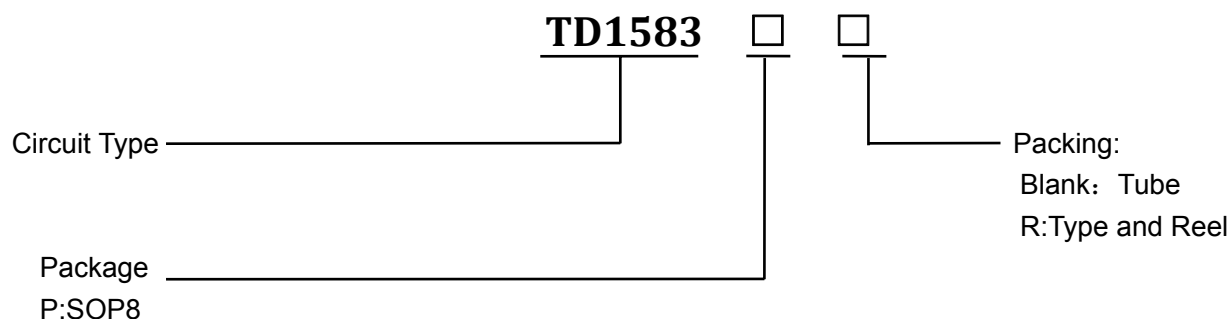 TD1583 □ □
Circuit Type
Packing:
Blank：Tube
R:Type and Reel
Package
P:SOP8